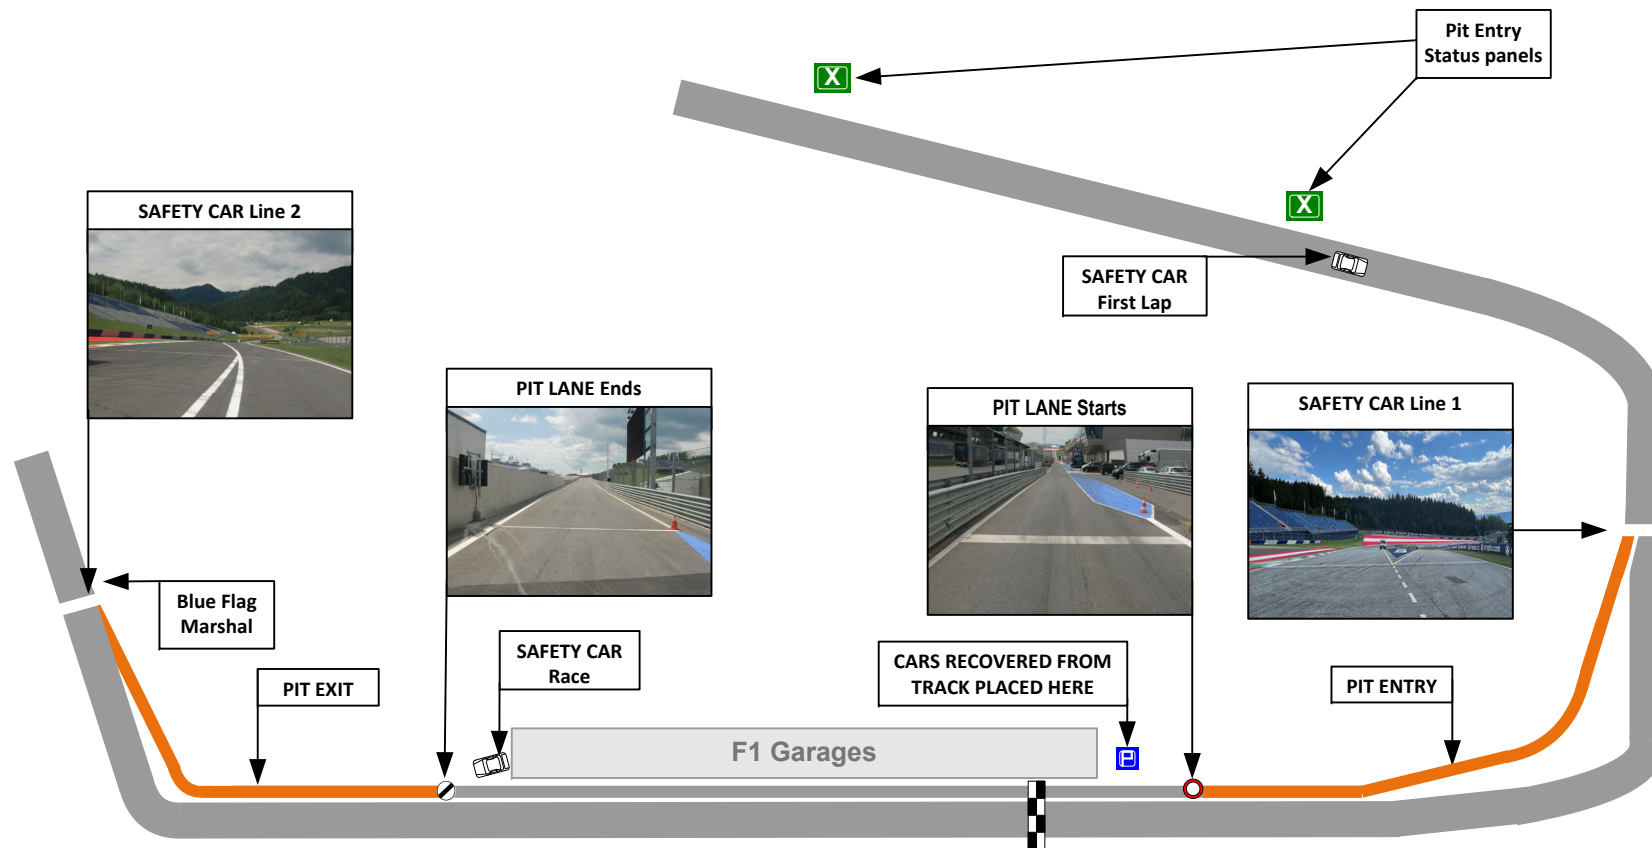 Pit Entry
Status panels
X
X
SAFETY CAR Line 2
SAFETY CAR
First Lap
PIT LANE Ends
PIT LANE Starts
SAFETY CAR Line 1
Blue Flag
Marshal
SAFETY CAR
Race
CARS RECOVERED FROM
TRACK PLACED HERE
PIT EXIT
PIT ENTRY
F1 Garages
P